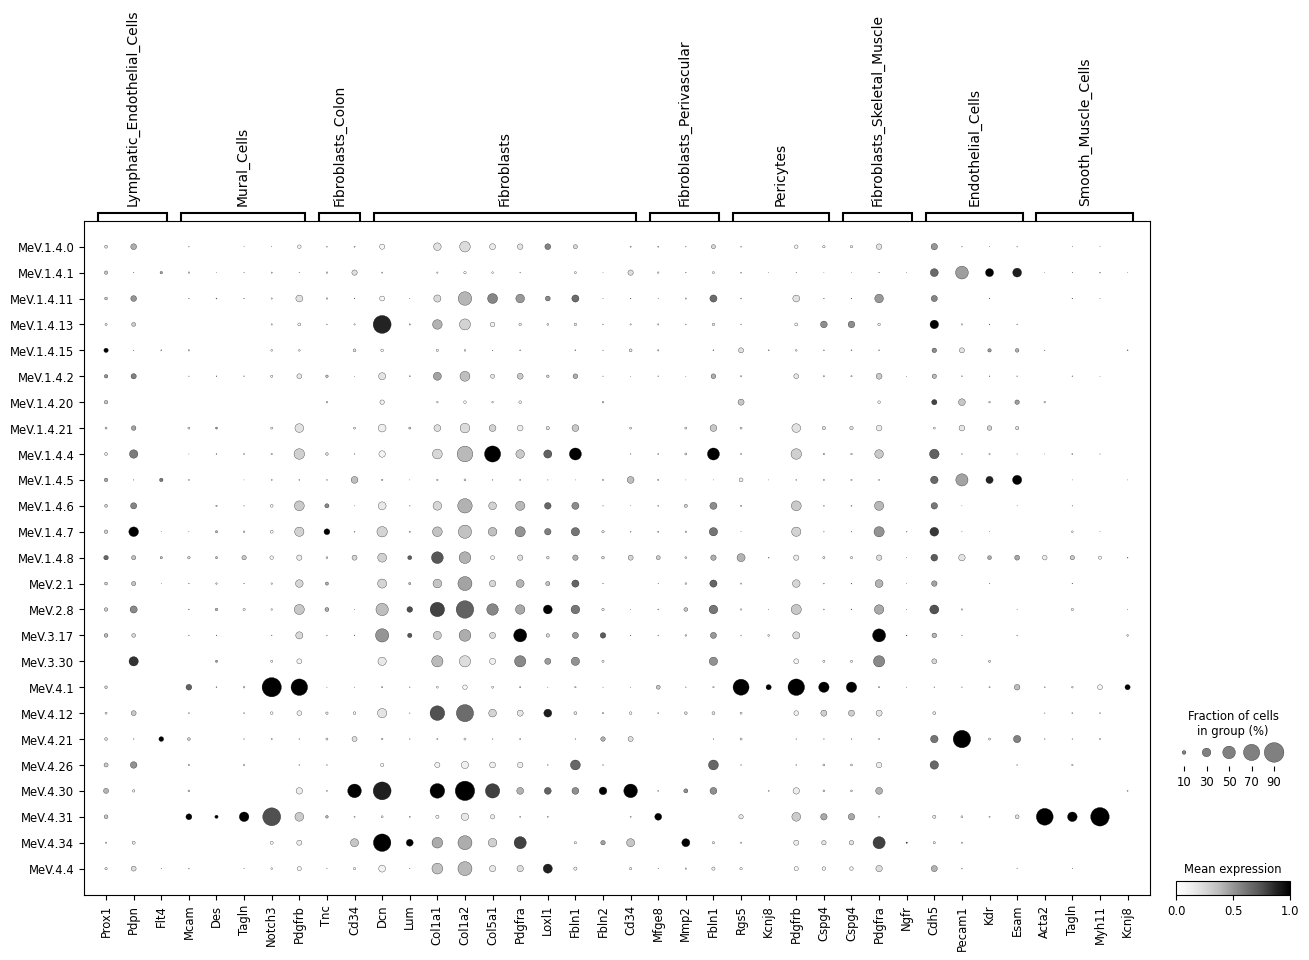 Lymphatic_Endothelial_Cells
Mural_Cells
Fibroblasts_Colon
Fibroblasts
Fibroblasts_Perivascular
Pericytes
Fibroblasts_Skeletal_Muscle
Endothelial_Cells
Smooth_Muscle_Cells
MeV.1.4.0
MeV.1.4.1
MeV.1.4.11
MeV.1.4.13
MeV.1.4.15
MeV.1.4.2
MeV.1.4.20
MeV.1.4.21
MeV.1.4.4
MeV.1.4.5
MeV.1.4.6
MeV.1.4.7
MeV.1.4.8
MeV.2.1
MeV.2.8
MeV.3.17
MeV.3.30
MeV.4.1
MeV.4.12
MeV.4.21
MeV.4.26
MeV.4.30
MeV.4.31
MeV.4.34
MeV.4.4
Prox1
Pdpn
Flt4
Mcam
Des
Tagln
Notch3
Pdgfrb
Tnc
Cd34
Dcn
Lum
Col1a1
Col1a2
Col5a1
Pdgfra
Loxl1
Fbln1
Fbln2
Cd34
Mfge8
Mmp2
Fbln1
Rgs5
Kcnj8
Pdgfrb
Cspg4
Cspg4
Pdgfra
Ngfr
Cdh5
Pecam1
Kdr
Esam
Acta2
Tagln
Myh11
Kcnj8
Fraction of cells
in group (%)
10 30 50 70 90
Mean expression
0.0 0.5 1.0